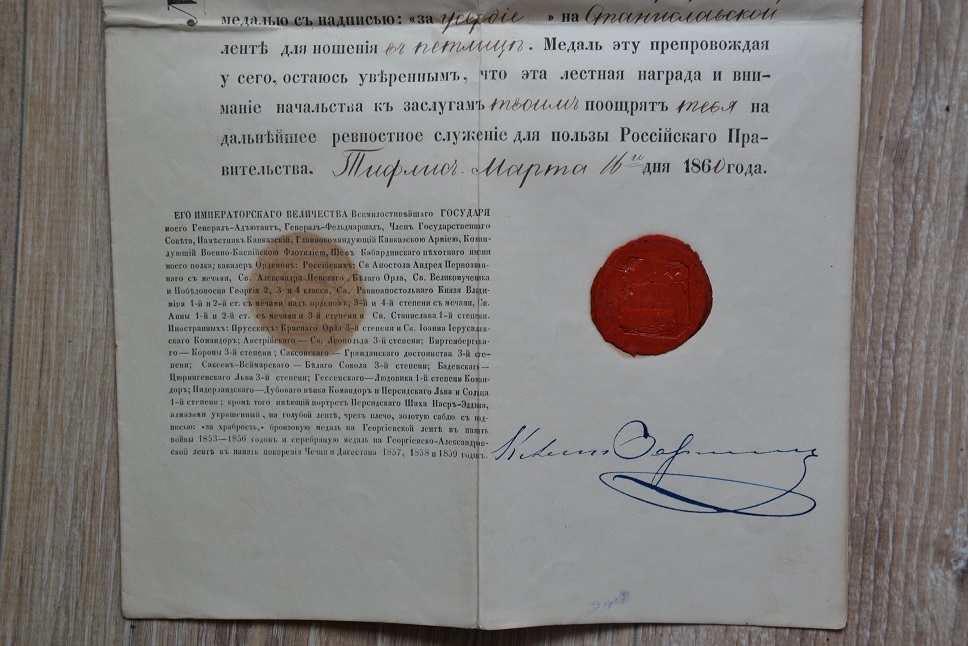 медалью съ надписью: «за усердіе » на Станиславской
лентѣ для ношенія въ петлицѣ. Медаль эту препровождая
у сего, остаюсь увѣреннымъ, что эта лестная награда и вни-
маніе начальства къ заслугамъ твоимъ поощрятъ тебя на
дальнѣйшее ревностное служеніе для пользы Россійскаго Пра-
вительства. Тифлисъ. Марта 16го дня 1860 года.
ЕГО ИМПЕРАТОРСКАГО ВЕЛИЧЕСТВА Всемилостивѣйшаго ГОСУДАРЯ
моего Генералъ-Адъютантъ, Генералъ-Фельдмаршалъ, Членъ Государственнаго
Совѣта, Намѣстникъ Кавказскій, Главнокомандующій Кавказскою Арміею, Коман-
дующій Военно-Каспійскою Флотиліею, Шефъ Кабардинскаго пѣхотнаго имени
моего полка; кавалеръ Орденовъ: Россійскихъ: Св Апостола Андрея Первозван-
наго съ мечами, Св. Александра Невскаго, Бѣлаго Орла, Св. Великомученика
и Побѣдоносца Георгія 2, 3 и 4 класса, Св. Равноапостольнаго Князя Влади-
міра 1-й и 2-й ст. съ мечами надъ орденомъ, 3-й и 4-й степени съ мечами, Св.
Анны 1-й и 2-й ст. съ мечами и 3-й степени и Св. Станислава 1-й степени.
Иностранныхъ: Прусскихъ: Краснаго Орла 3-й степени и Св. Іоанна Іерусалим-
скаго Командоръ; Австрійскаго — Св. Леопольда 3-й степени; Виртембергска-
го — Короны 3-й степени; Саксонскаго — Гражданскаго достоинства 3-й сте-
пени; Саксенъ-Веймарскаго — Бѣлаго Сокола 3-й степени; Баденскаго—
Церингенскаго Льва 3-й степени; Гессенскаго—Людовика 1-й степени Коман-
доръ; Нидерландскаго—Дубоваго вѣнка Командоръ и Персидскаго Льва и Солнца
1-й степени; кромѣ того имѣющій портретъ Персидскаго Шаха Насръ-Эддина,
алмазами украшенный, на голубой лентѣ, чрезъ плечо, золотую саблю съ над-
писью: «за храбрость,» бронзовую медаль на Георгіевской лентѣ въ память
войны 1853—1856 годовъ и серебряную медаль на Георгіевско-Александров-
ской лентѣ въ память покоренія Чечни и Дагестана 1857, 1858 и 1859 годовъ.